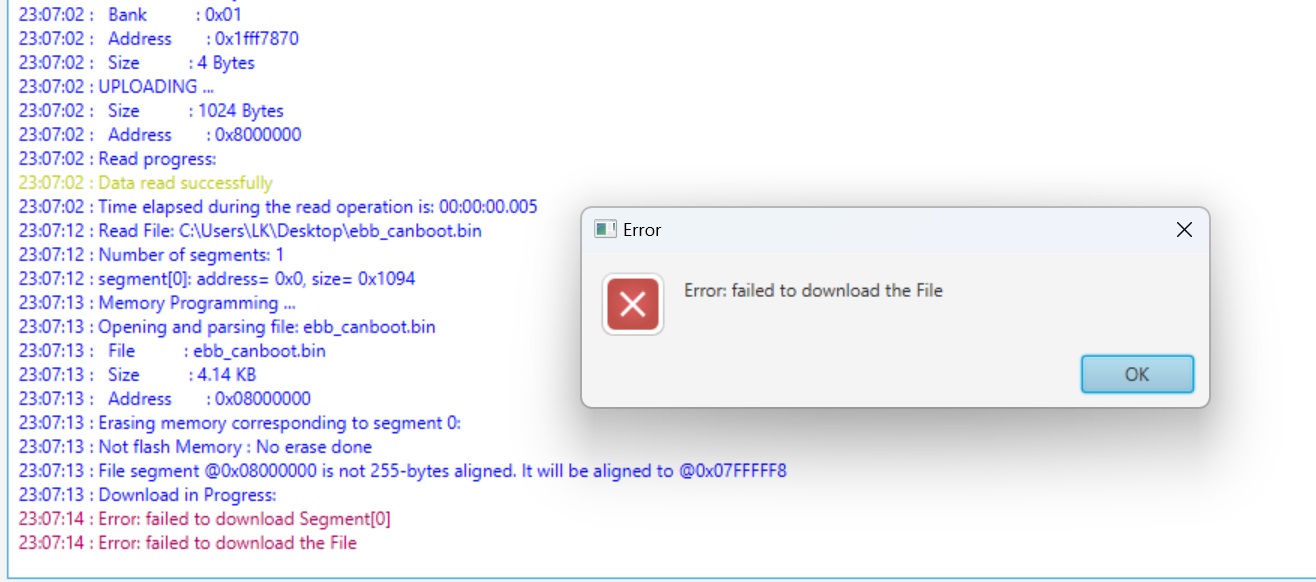 23:07:02 : Bank : 0x01
23:07:02 : Address : 0x1fff7870
23:07:02 : Size : 4 Bytes
23:07:02 : UPLOADING ...
23:07:02 : Size : 1024 Bytes
23:07:02 : Address : 0x8000000
23:07:02 : Read progress:
23:07:02 : Data read successfully
23:07:02 : Time elapsed during the read operation is: 00:00:00.005
23:07:12 : Read File: C:\Users\LK\Desktop\ebb_canboot.bin
23:07:12 : Number of segments: 1
23:07:12 : segment[0]: address= 0x0, size= 0x1094
23:07:13 : Memory Programming ...
23:07:13 : Opening and parsing file: ebb_canboot.bin
23:07:13 : File : ebb_canboot.bin
23:07:13 : Size : 4.14 KB
23:07:13 : Address : 0x08000000
23:07:13 : Erasing memory corresponding to segment 0:
23:07:13 : Not flash Memory : No erase done
23:07:13 : File segment @0x08000000 is not 255-bytes aligned. It will be aligned to @0x07FFFFF8
23:07:13 : Download in Progress:
23:07:14 : Error: failed to download Segment[0]
23:07:14 : Error: failed to download the File
Error
Error: failed to download the File
OK